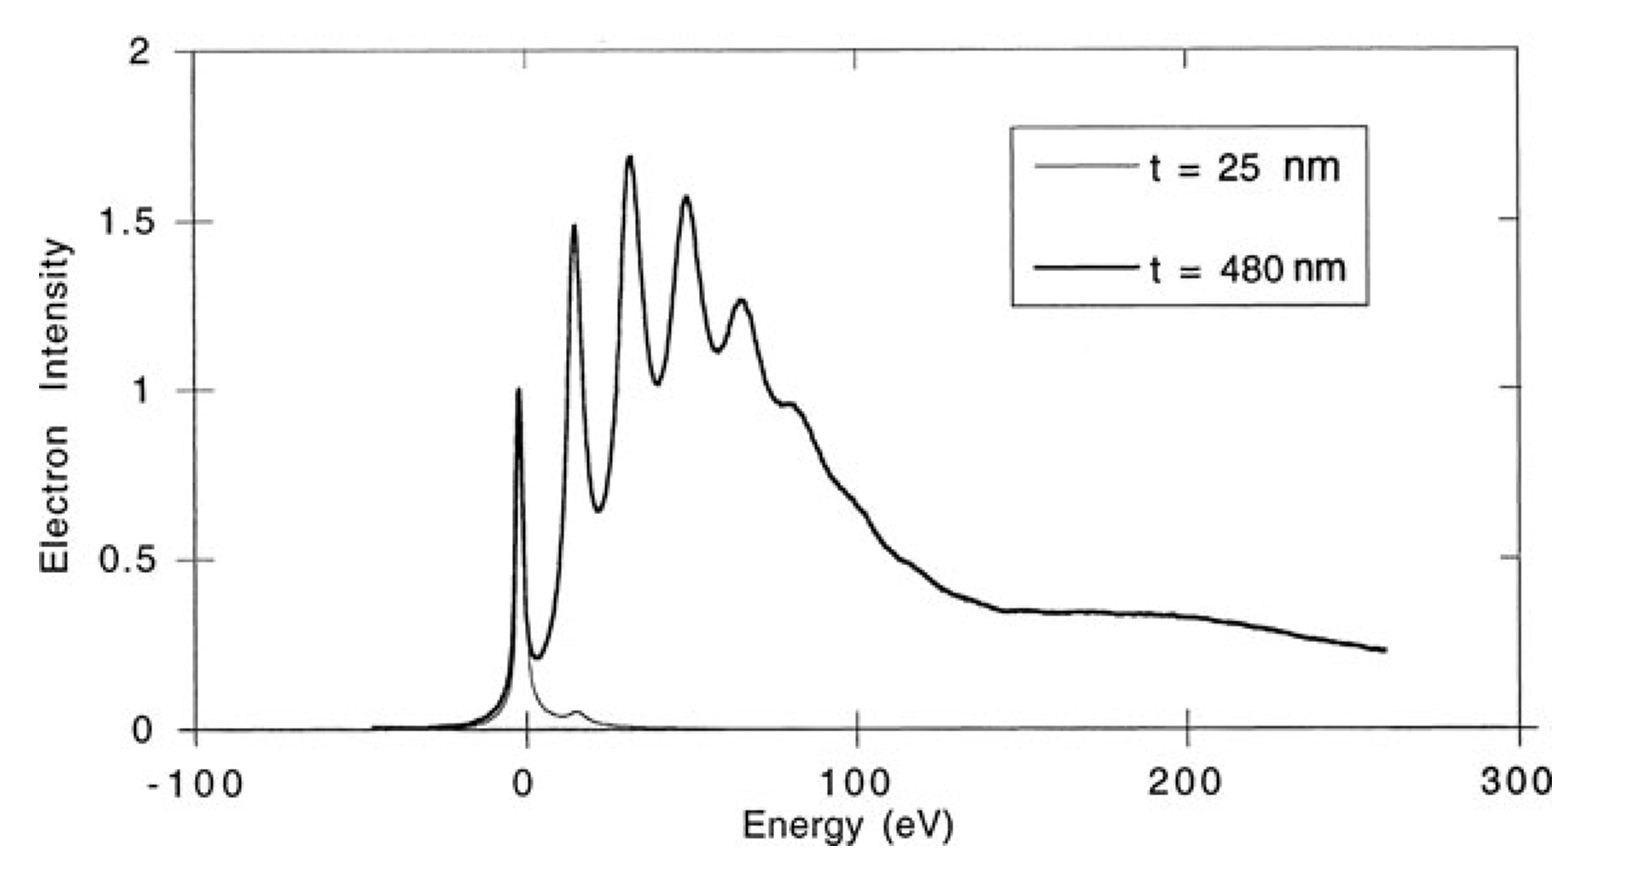 2
1.5
1
0.5
0
Electron Intensity
t = 25 nm
t = 480 nm
-100 0 100 200 300
Energy (eV)